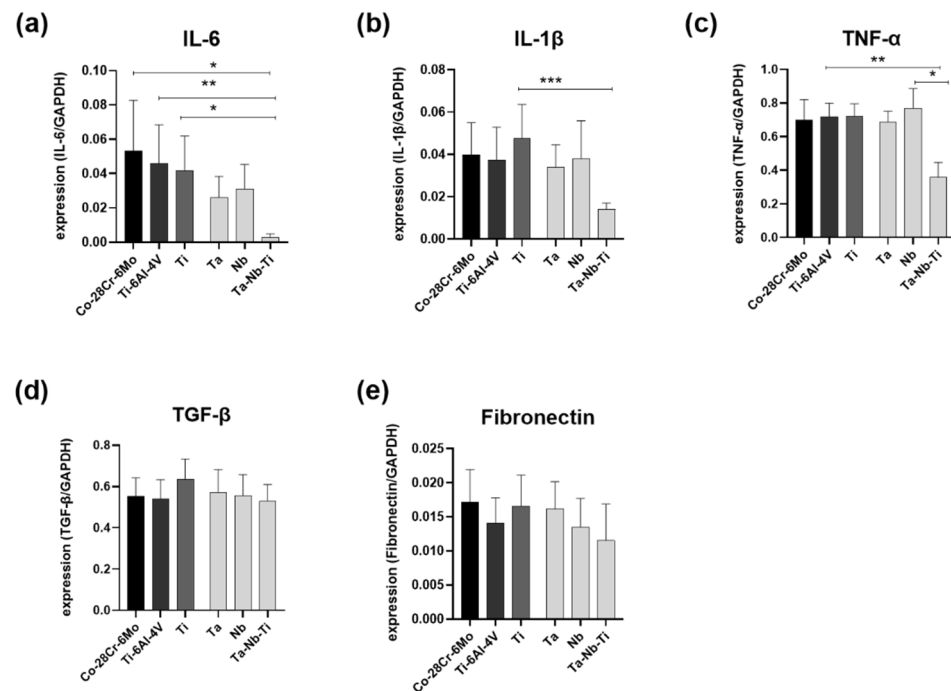 (a)
IL-6
expression (IL-6/GAPDH)
0.10
0.08
0.06
0.04
0.02
0.00
*
**
*
Co-28Cr-6Mo
Ti-6Al-4V
Ti
Ta
Nb
Ta-Nb-Ti
(b)
IL-1β
expression (IL-1β/GAPDH)
0.08
0.06
0.04
0.02
0.00
***
Co-28Cr-6Mo
Ti-6Al-4V
Ti
Ta
Nb
Ta-Nb-Ti
(c)
TNF-α
expression (TNF-α/GAPDH)
1.0
0.8
0.6
0.4
0.2
0.0
**
*
Co-28Cr-6Mo
Ti-6Al-4V
Ti
Ta
Nb
Ta-Nb-Ti
(d)
TGF-β
expression (TGF-β/GAPDH)
0.8
0.6
0.4
0.2
0.0
Co-28Cr-6Mo
Ti-6Al-4V
Ti
Ta
Nb
Ta-Nb-Ti
(e)
Fibronectin
expression (Fibronectin/GAPDH)
0.025
0.020
0.015
0.010
0.005
0.000
Co-28Cr-6Mo
Ti-6Al-4V
Ti
Ta
Nb
Ta-Nb-Ti